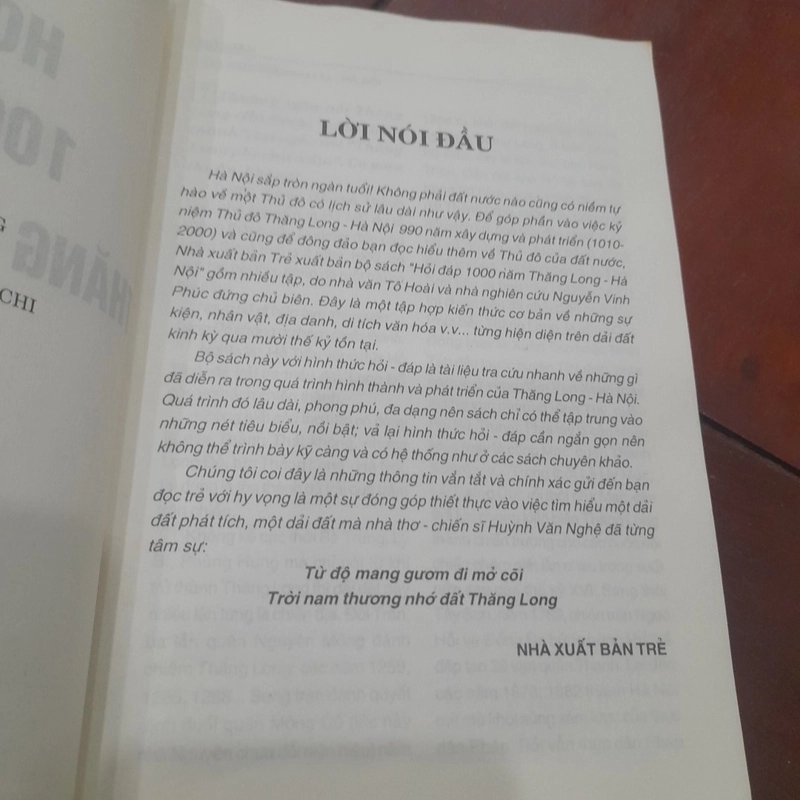 HO
100
HĂNG
G
CHI
LỜI NÓI ĐẦU
Hà Nội sắp tròn ngàn tuổi! Không phải đất nước nào cũng có niềm tự
hào về một Thủ đô có lịch sử lâu dài như vậy. Để góp phần vào việc kỷ
niệm Thủ đô Thăng Long - Hà Nội 990 năm xây dựng và phát triển (1010-
2000) và cũng để đông đảo bạn đọc hiểu thêm về Thủ đô của đất nước,
Nhà xuất bản Trẻ xuất bản bộ sách "Hỏi đáp 1000 năm Thăng Long - Hà
Nội" gồm nhiều tập, do nhà văn Tô Hoài và nhà nghiên cứu Nguyễn Vinh
Phúc đứng chủ biên. Đây là một tập hợp kiến thức cơ bản về những sự
kiện, nhân vật, địa danh, di tích văn hóa v.v... từng hiện diện trên dải đất
kinh kỳ qua mười thế kỷ tồn tại.
Bộ sách này với hình thức hỏi - đáp là tài liệu tra cứu nhanh về những gì
đã diễn ra trong quá trình hình thành và phát triển của Thăng Long - Hà Nội.
Quá trình đó lâu dài, phong phú, đa dạng nên sách chỉ có thể tập trung vào
những nét tiêu biểu, nổi bật; vả lại hình thức hỏi - đáp cần ngắn gọn nên
không thể trình bày kỹ càng và có hệ thống như ở các sách chuyên khảo.
Chúng tôi coi đây là những thông tin vắn tắt và chính xác gửi đến bạn
đọc trẻ với hy vọng là một sự đóng góp thiết thực vào việc tìm hiểu một dải
đất phát tích, một dải đất mà nhà thơ - chiến sĩ Huỳnh Văn Nghệ đã từng
tâm sự:
Từ độ mang gươm đi mở cõi
Trời nam thương nhớ đất Thăng Long
NHÀ XUẤT BẢN TRẺ